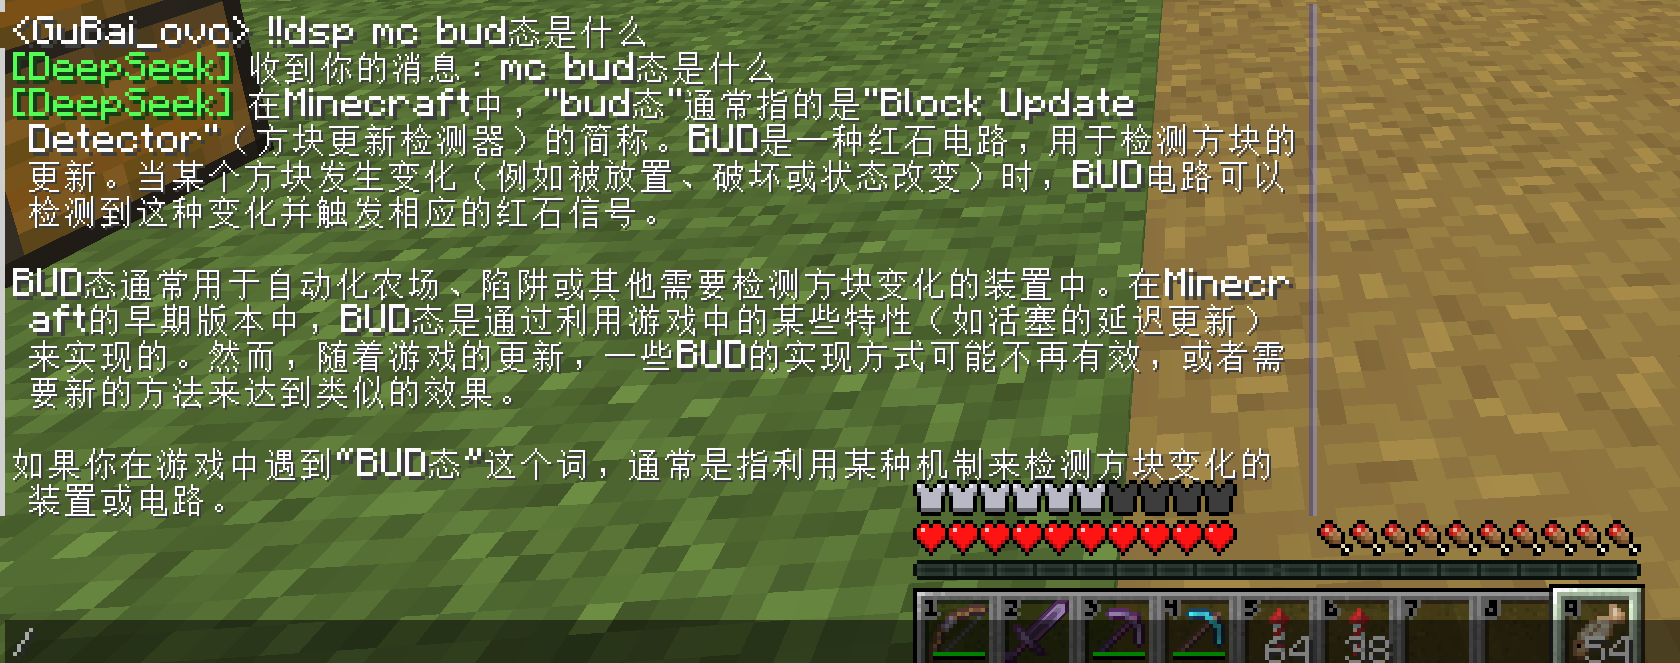 <GuBai_ovo> !!dsp mc bud态是什么
[DeepSeek] 收到你的消息：mc bud态是什么
[DeepSeek] 在Minecraft中，"bud态"通常指的是"Block Update
Detector"（方块更新检测器）的简称。BUD是一种红石电路，用于检测方块的
更新。当某个方块发生变化（例如被放置、破坏或状态改变）时，BUD电路可以
检测到这种变化并触发相应的红石信号。
BUD态通常用于自动化农场、陷阱或其他需要检测方块变化的装置中。在Minecr
aft的早期版本中，BUD态是通过利用游戏中的某些特性（如活塞的延迟更新）
来实现的。然而，随着游戏的更新，一些BUD的实现方式可能不再有效，或者需
要新的方法来达到类似的效果。
如果你在游戏中遇到“BUD态”这个词，通常是指利用某种机制来检测方块变化的
装置或电路。
1 2 3 4 5 6 7 8 9
64 38 54
/